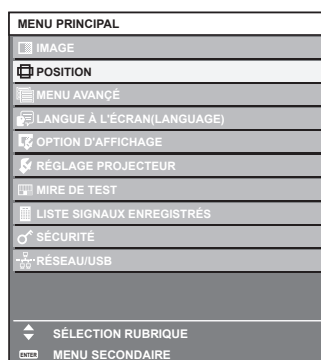 MENU PRINCIPAL
IMAGE
POSITION
MENU AVANÇÉ
LANGUE À L'ÉCRAN(LANGUAGE)
OPTION D'AFFICHAGE
RÉGLAGE PROJECTEUR
MIRE DE TEST
LISTE SIGNAUX ENREGISTRÉS
SÉCURITÉ
RÉSEAU/USB
SÉLECTION RUBRIQUE
ENTER MENU SECONDAIRE